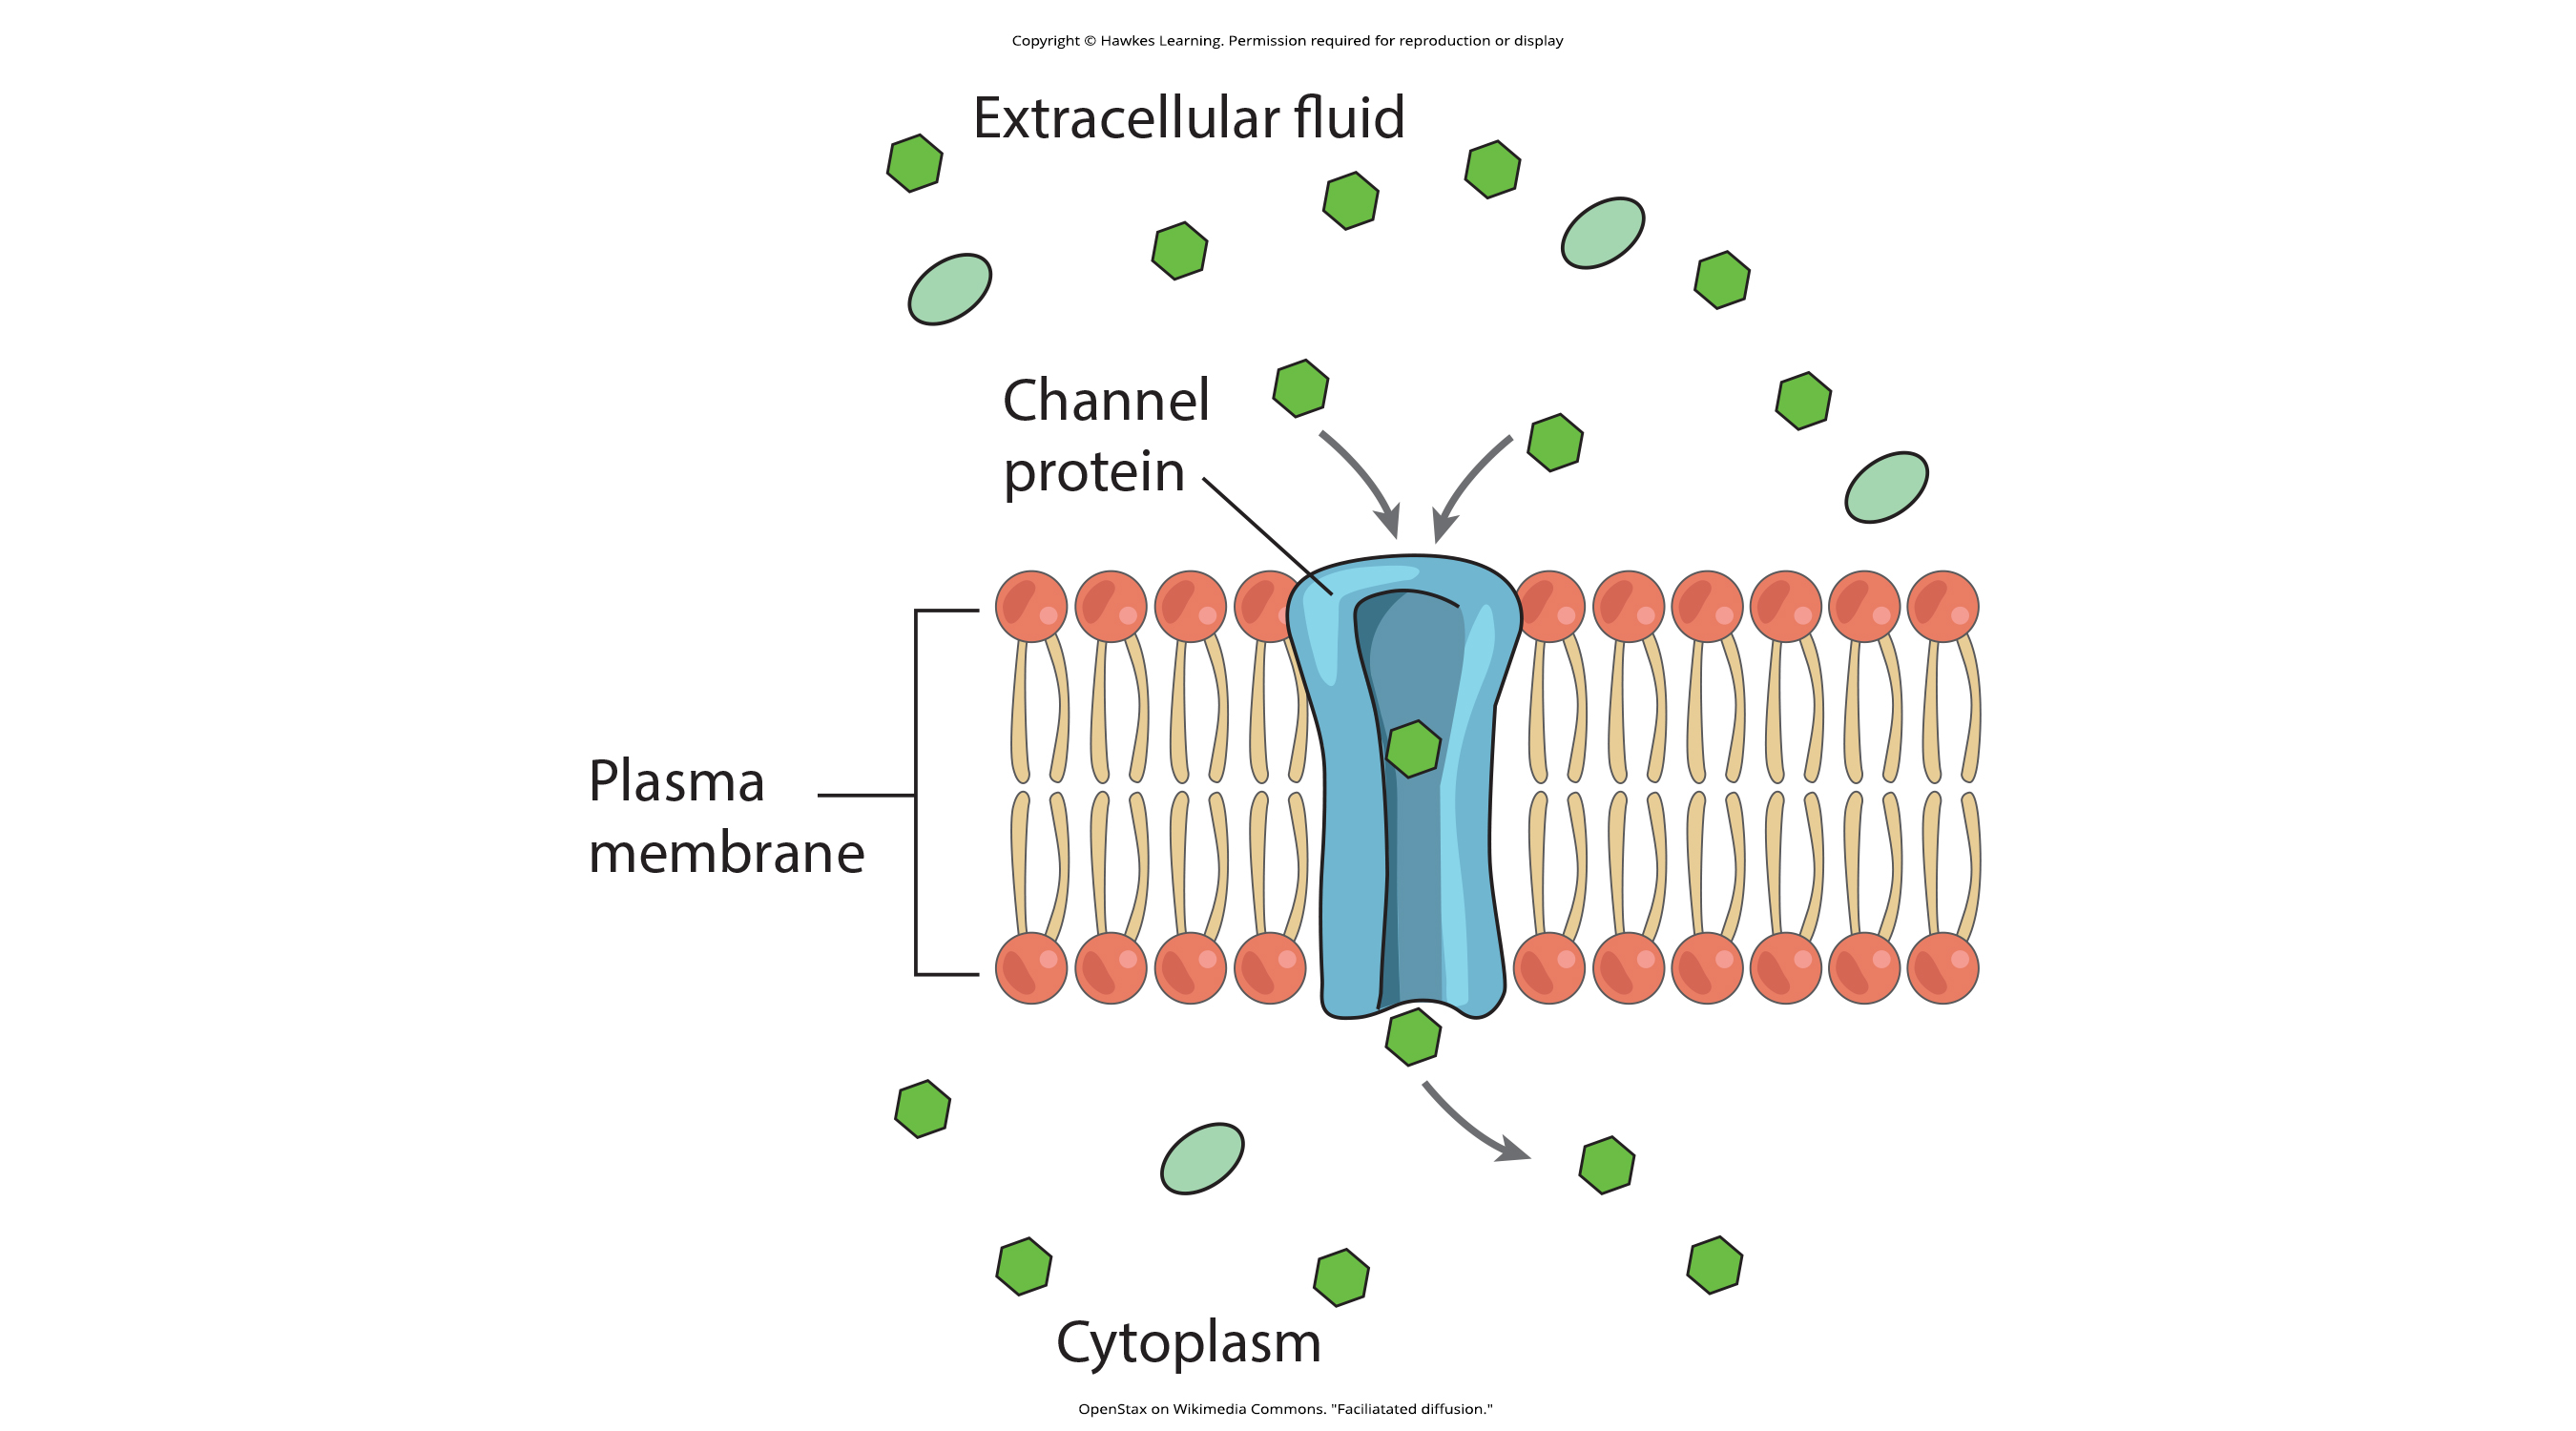 Copyright © Hawkes Learning. Permission required for reproduction or display
Extracellular fluid
Channel
protein
Plasma
membrane
Cytoplasm
OpenStax on Wikimedia Commons. "Faciliatated diffusion."